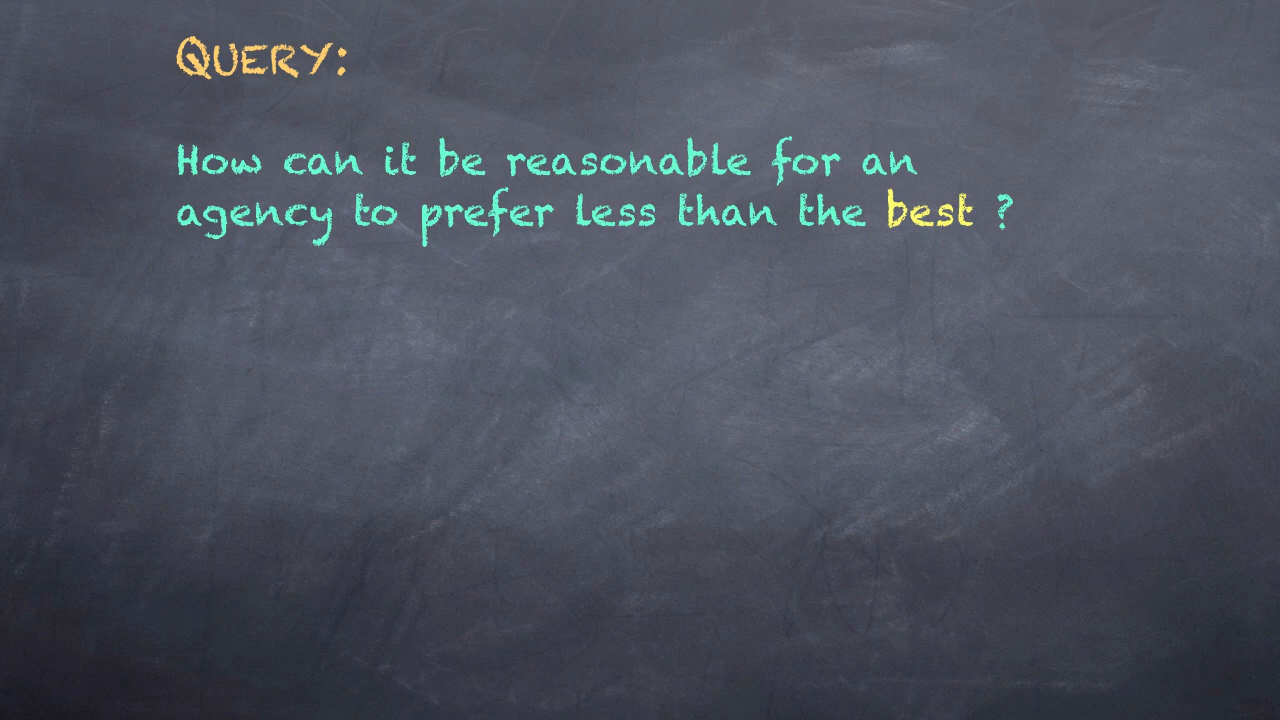 QUERY:
How can it be reasonable for an
agency to prefer less than the best ?